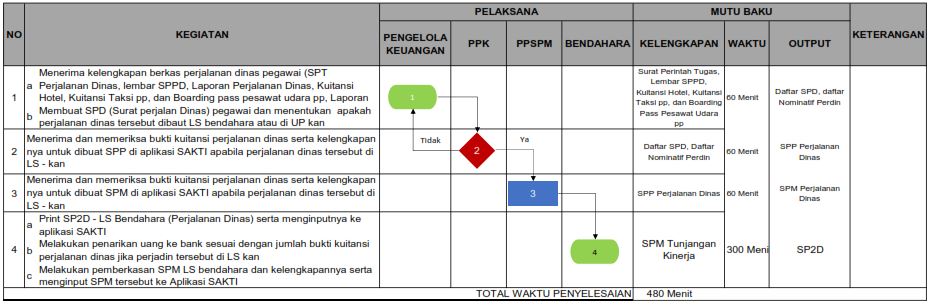 NO
KEGIATAN
PELAKSANA
MUTU BAKU
KETERANGAN
PENGELOLA
KEUANGAN
PPK
PPSPM
BENDAHARA
KELENGKAPAN
WAKTU
OUTPUT
1
a
Menerima kelengkapan berkas perjalanan dinas pegawai (SPT
Perjalanan Dinas, lembar SPPD, Laporan Perjalanan Dinas, Kuitansi
Hotel, Kuitansi Taksi pp, dan Boarding pass pesawat udara pp, Laporan
b
Membuat SPD (Surat perjalan Dinas) pegawai dan menentukan apakah
perjalanan dinas tersebut dibaut LS bendahara atau di UP kan
1
Surat Perintah Tugas,
Lembar SPPD,
Kuitansi Hotel, Kuitansi
Taksi pp, dan Boarding
Pass Pesawat Udara
pp
60 Menit
Daftar SPD, daftar
Nominatif Perdin
2
Menerima dan memeriksa bukti kuitansi perjalanan dinas serta kelengkapan
nya untuk dibuat SPP di aplikasi SAKTI apabila perjalanan dinas tersebut di
LS - kan
Tidak
2
Ya
Daftar SPD, Daftar
Nominatif Perdin
60 Menit
SPP Perjalanan
Dinas
3
Menerima dan memeriksa bukti kuitansi perjalanan dinas serta kelengkapan
nya untuk dibuat SPM di aplikasi SAKTI apabila perjalanan dinas tersebut di
LS - kan
3
SPP Perjalanan Dinas
60 Menit
SPM Perjalanan
Dinas
4
a
Print SP2D - LS Bendahara (Perjalanan Dinas) serta menginputnya ke
aplikasi SAKTI
b
Melakukan penarikan uang ke bank sesuai dengan jumlah bukti kuitansi
perjalanan dinas jika perjadin tersebut di LS kan
c
Melakukan pemberkasan SPM LS bendahara dan kelengkapannya serta
menginput SPM tersebut ke Aplikasi SAKTI
4
SPM Tunjangan
Kinerja
300 Meni
SP2D
TOTAL WAKTU PENYELESAIAN
480 Menit